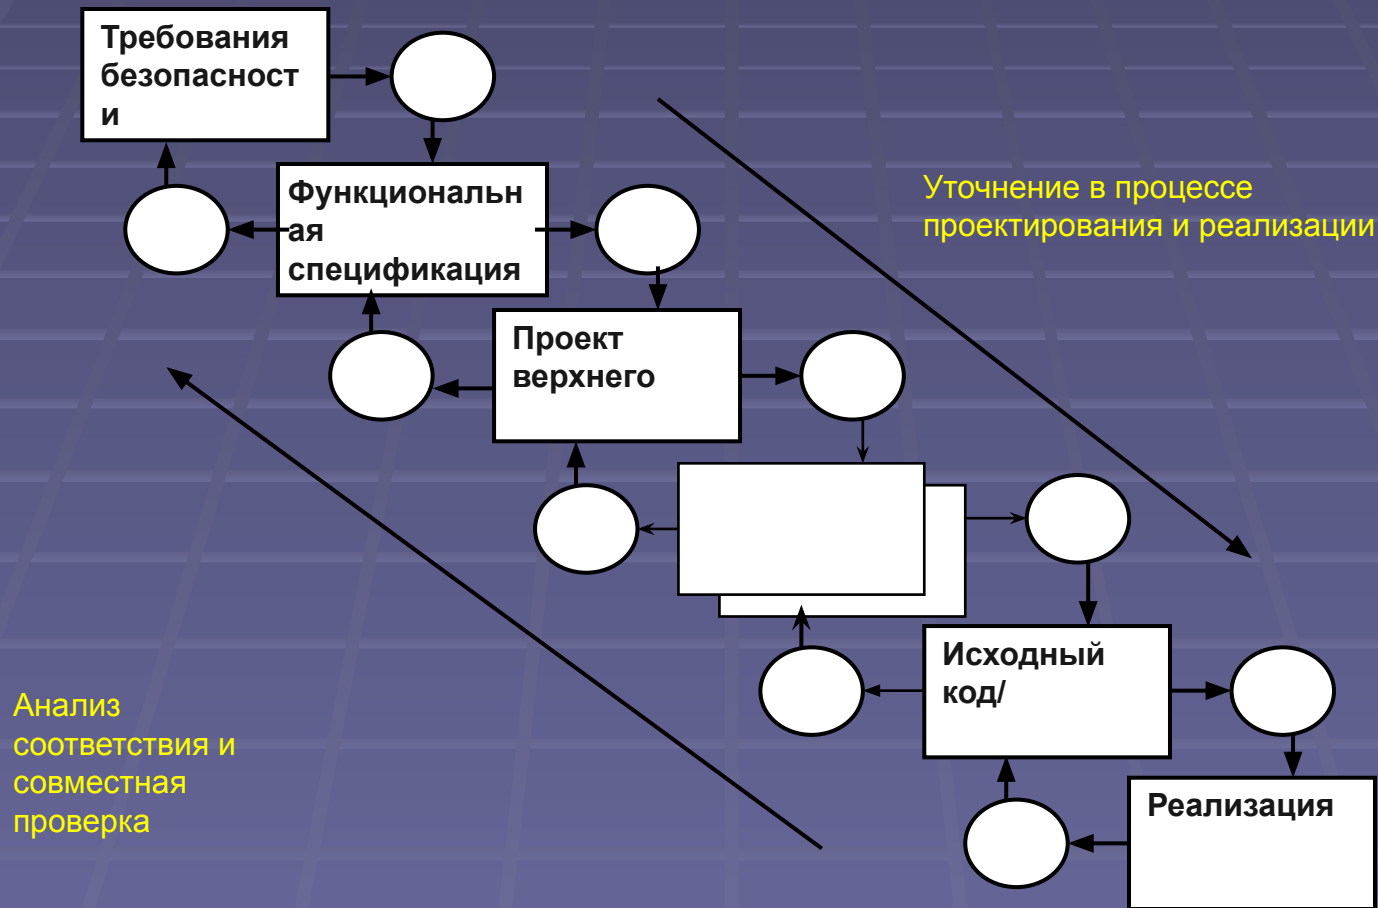 Требования
безопасност
и
Функциональн
ая
спецификация
Уточнение в процессе
проектирования и реализации
Проект
верхнего
Исходный
код/
Анализ
соответствия и
совместная
проверка
Реализация